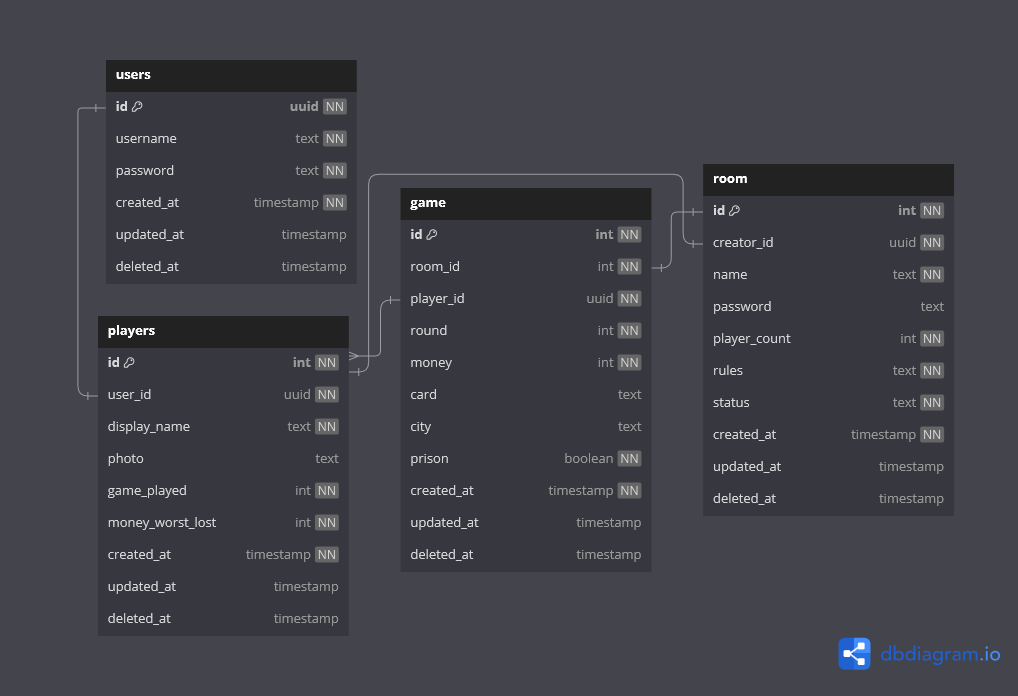 users
id uuid NN
username text NN
password text NN
created_at timestamp NN
updated_at timestamp
deleted_at timestamp
players
id int NN
user_id uuid NN
display_name text NN
photo text
game_played int NN
money_worst_lost int NN
created_at timestamp NN
updated_at timestamp
deleted_at timestamp
game
id int NN
room_id int NN
player_id uuid NN
round int NN
money int NN
card text
city text
prison boolean NN
created_at timestamp NN
updated_at timestamp
deleted_at timestamp
room
id int NN
creator_id uuid NN
name text NN
password text
player_count int NN
rules text NN
status text NN
created_at timestamp NN
updated_at timestamp
deleted_at timestamp
dbdiagram.io